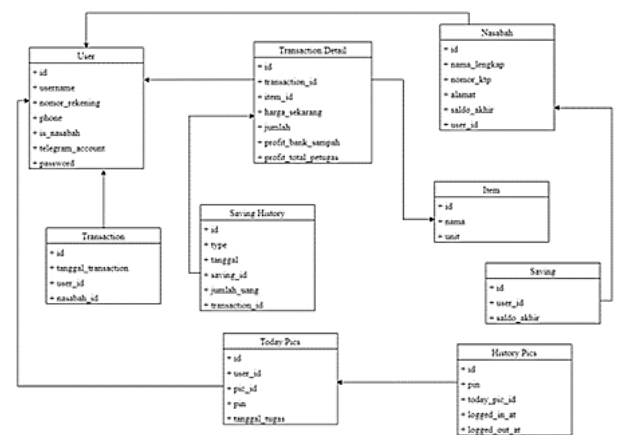 User
+ id
+ username
+ nomor_rekening
+ phone
+ is_nasabah
+ telegram_account
+ password
Transaction Detail
+ id
+ transaction_id
+ item_id
+ harga_sekarang
+ jumlah
+ profit_bank_sampah
+ profit_total_petugas
Nasabah
+ id
+ nama_lengkap
+ nomor_ktp
+ alamat
+ saldo_akhir
+ user_id
Item
+ id
+ nama
+ unit
Transaction
+ id
+ tanggal_transaction
+ user_id
+ nasabah_id
Saving History
+ id
+ type
+ tanggal
+ saving_id
+ jumlah_uang
+ transaction_id
Saving
+ id
+ user_id
+ saldo_akhir
Today Pics
+ id
+ user_id
+ pic_id
+ pin
+ tanggal_tugas
History Pics
+ id
+ pin
+ today_pic_id
+ logged_in_at
+ logged_out_at